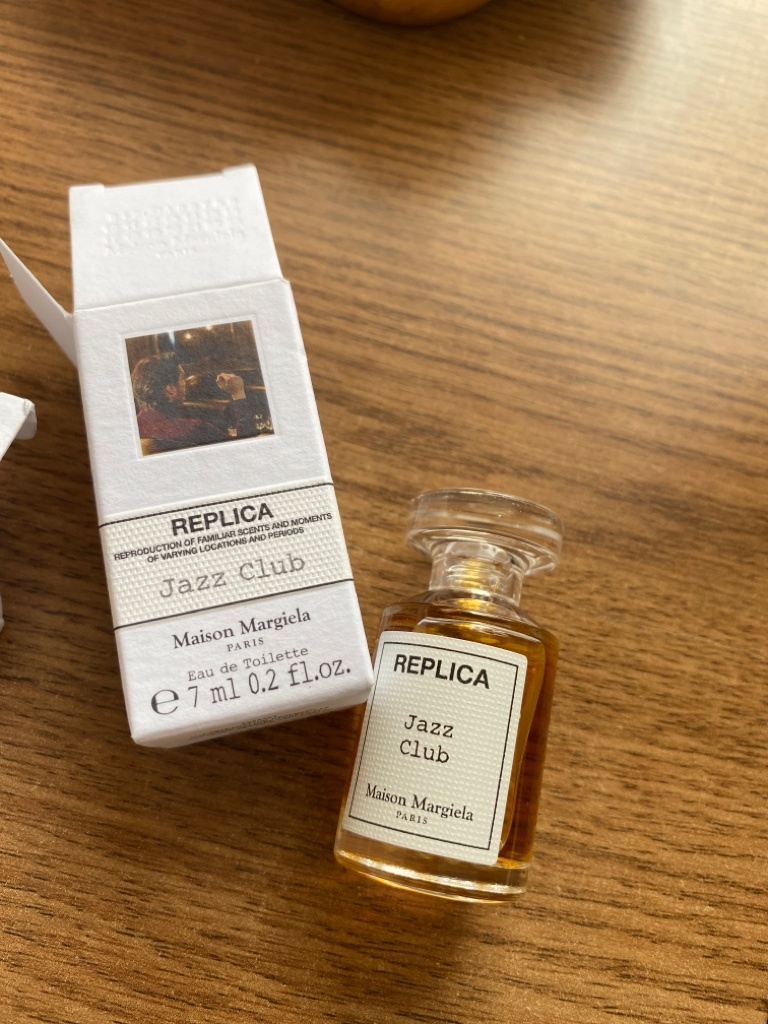 REPLICA
REPRODUCTION OF FAMILIAR SCENTS AND MOMENTS
OF VARYING LOCATIONS AND PERIODS
Jazz Club
Maison Margiela
PARIS
Eau de Toilette
℮ 7 ml 0.2 fl.oz.
REPLICA
Jazz
Club
Maison Margiela
PARIS